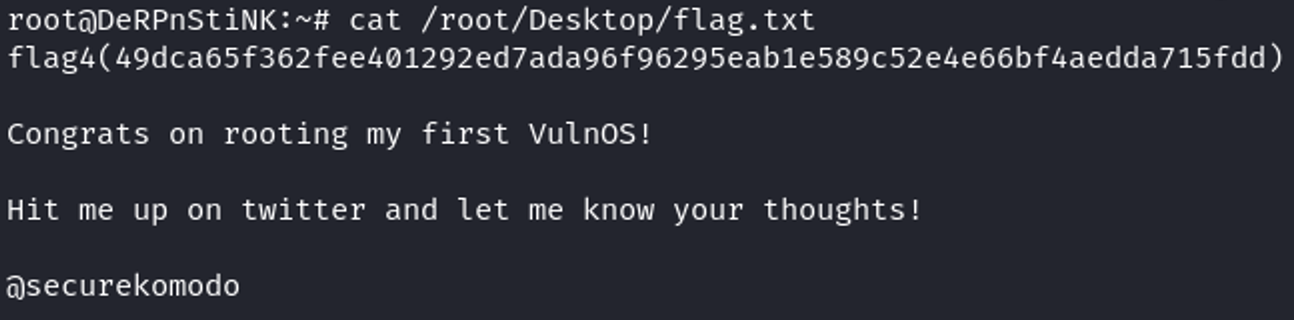 root@DeRPnStiNK:~# cat /root/Desktop/flag.txt
flag4(49dca65f362fee401292ed7ada96f96295eab1e589c52e4e66bf4aedda715fdd)
Congrats on rooting my first VulnOS!
Hit me up on twitter and let me know your thoughts!
@securekomodo